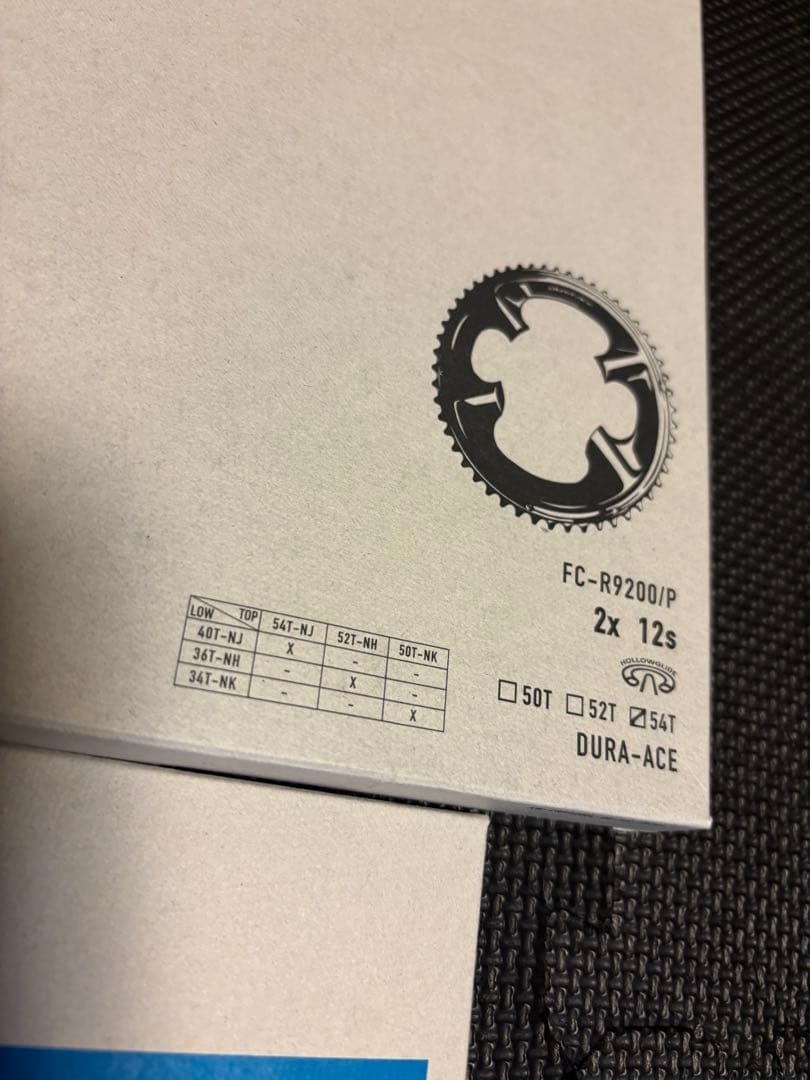 FC-R9200/P
2x 12s
HOLLOWGLIDE
50T 52T 54T
DURA-ACE
LOW TOP 54T-NJ 52T-NH 50T-NK
40T-NJ X - -
36T-NH - X -
34T-NK - - X